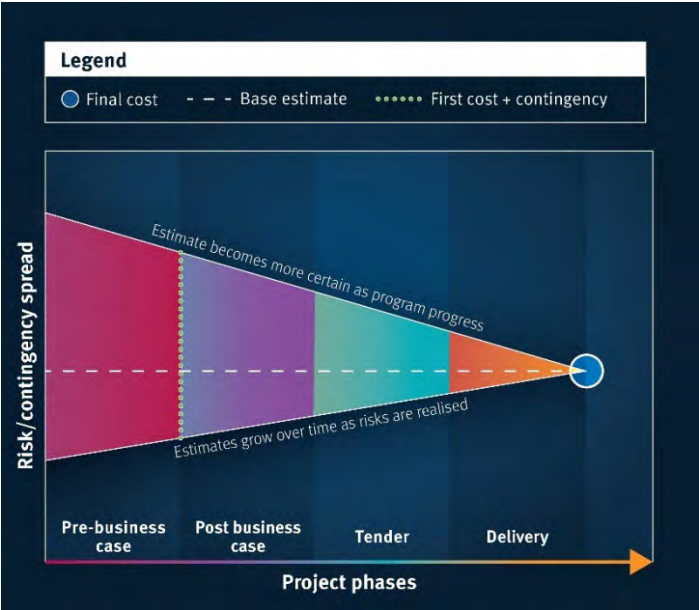 Legend
Final cost
Base estimate
First cost + contingency
Risk/contingency spread
Estimate becomes more certain as program progress
Estimates grow over time as risks are realised
Pre-business
case
Post business
case
Tender
Delivery
Project phases